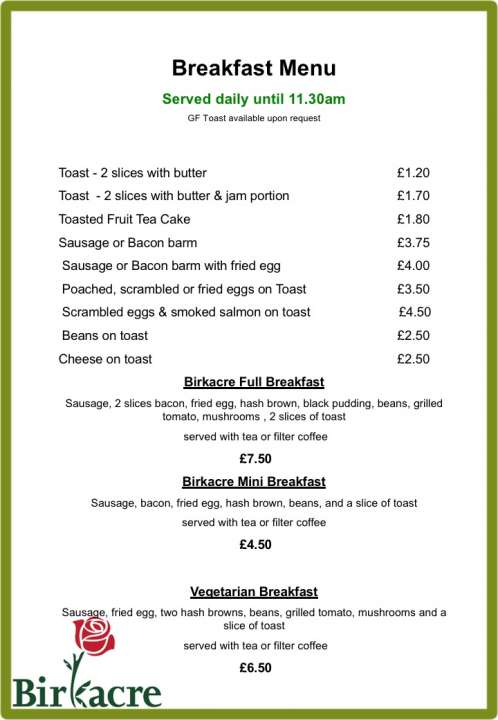 Breakfast Menu
Served daily until 11.30am
GF Toast available upon request
Toast - 2 slices with butter £1.20
Toast - 2 slices with butter & jam portion £1.70
Toasted Fruit Tea Cake £1.80
Sausage or Bacon barm £3.75
Sausage or Bacon barm with fried egg £4.00
Poached, scrambled or fried eggs on Toast £3.50
Scrambled eggs & smoked salmon on toast £4.50
Beans on toast £2.50
Cheese on toast £2.50
Birkacre Full Breakfast
Sausage, 2 slices bacon, fried egg, hash brown, black pudding, beans, grilled
tomato, mushrooms , 2 slices of toast
served with tea or filter coffee
£7.50
Birkacre Mini Breakfast
Sausage, bacon, fried egg, hash brown, beans, and a slice of toast
served with tea or filter coffee
£4.50
Vegetarian Breakfast
Sausage, fried egg, two hash browns, beans, grilled tomato, mushrooms and a
slice of toast
served with tea or filter coffee
£6.50
Birkacre